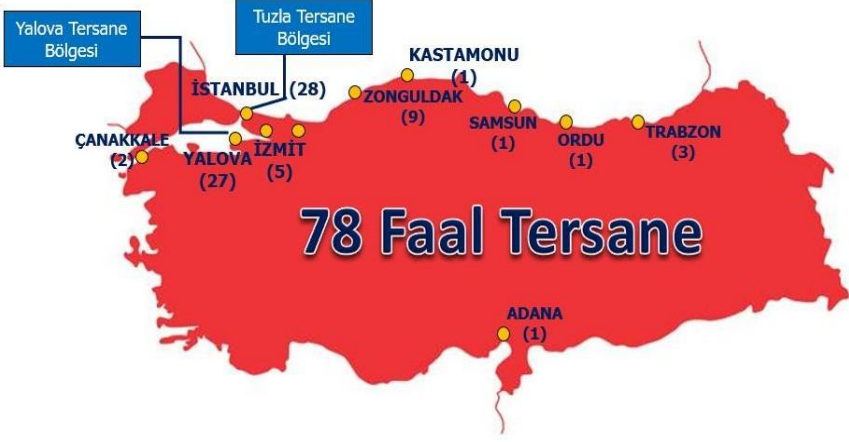 Yalova Tersane
Bölgesi
Tuzla Tersane
Bölgesi
KASTAMONU
(1)
İSTANBUL (28)
ZONGULDAK
(9)
SAMSUN
(1)
ORDU
(1)
TRABZON
(3)
ÇANAKKALE
(2)
YALOVA
(27)
İZMİT
(5)
78 Faal Tersane
ADANA
(1)